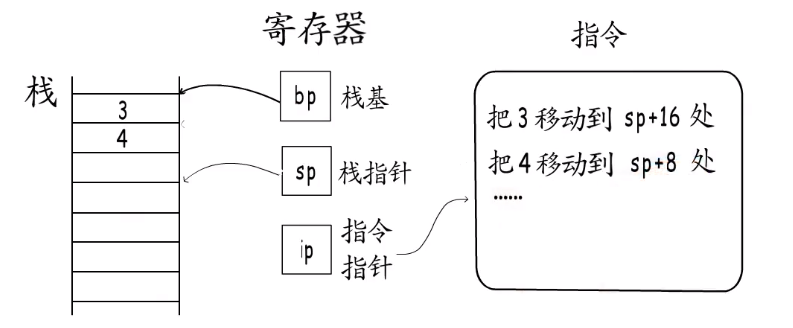 寄存器
指令
栈
3
4
bp 栈基
sp 栈指针
ip 指令
指针
把3移动到 sp+16 处
把4移动到 sp+8 处
......